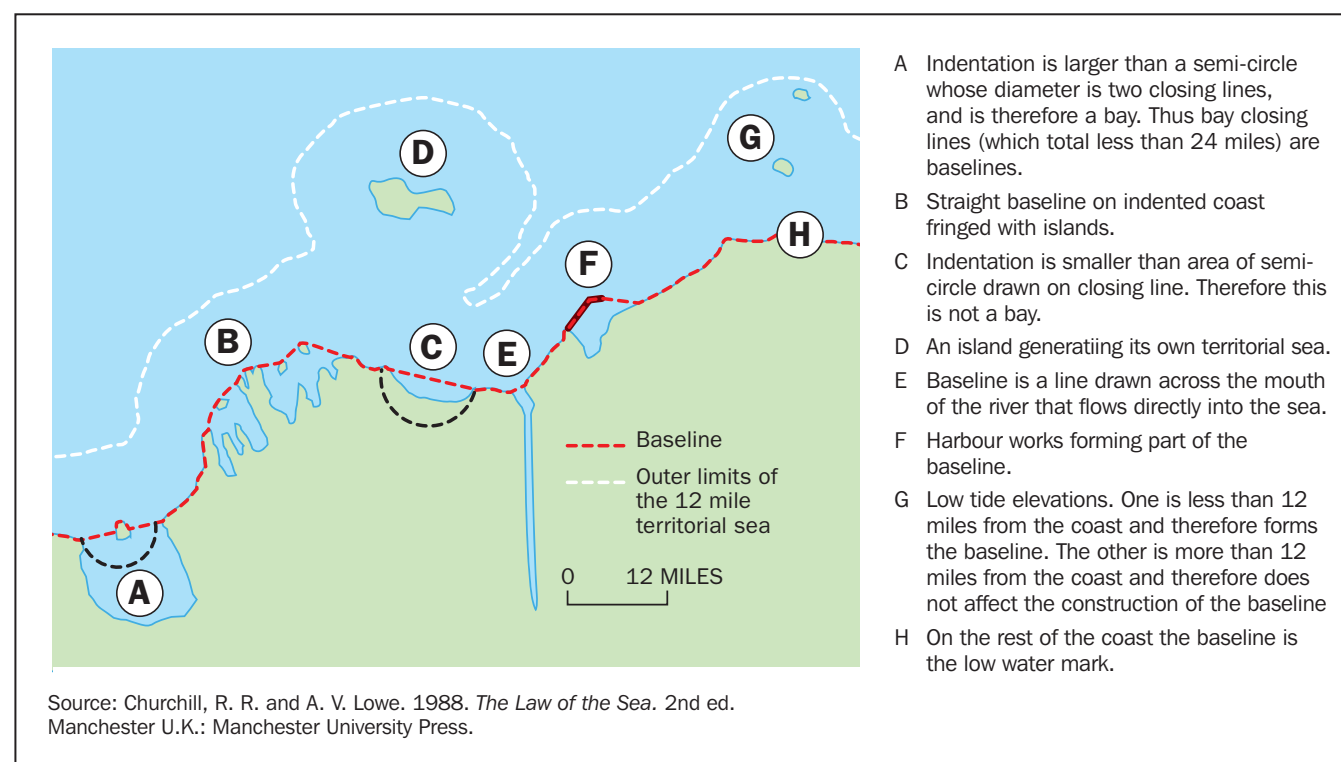 A Indentation is larger than a semi-circle
whose diameter is two closing lines,
and is therefore a bay. Thus bay closing
lines (which total less than 24 miles) are
baselines.
B Straight baseline on indented coast
fringed with islands.
C Indentation is smaller than area of semi-
circle drawn on closing line. Therefore this
is not a bay.
D An island generatiing its own territorial sea.
E Baseline is a line drawn across the mouth
of the river that flows directly into the sea.
F Harbour works forming part of the
baseline.
G Low tide elevations. One is less than 12
miles from the coast and therefore forms
the baseline. The other is more than 12
miles from the coast and therefore does
not affect the construction of the baseline
H On the rest of the coast the baseline is
the low water mark.
G
D
H
F
B
C
E
A
Baseline
Outer limits of
the 12 mile
territorial sea
0 12 MILES
Source: Churchill, R. R. and A. V. Lowe. 1988. The Law of the Sea. 2nd ed.
Manchester U.K.: Manchester University Press.